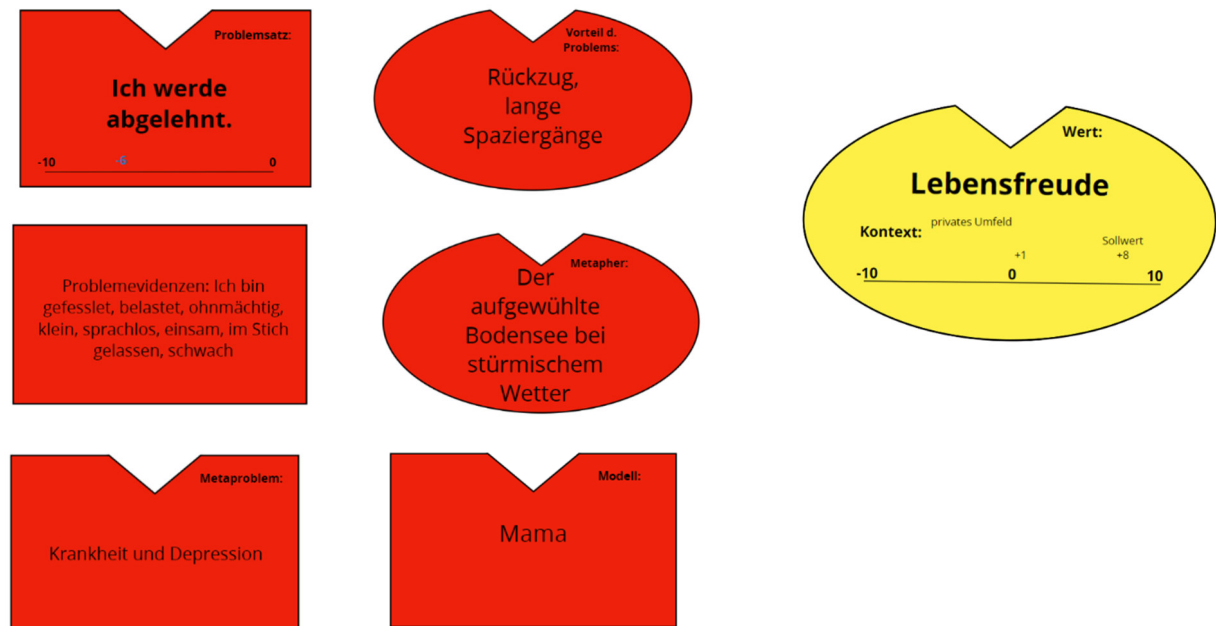 Problemsatz:
Ich werde
abgelehnt.
-10
-6
0
Vorteil d.
Problems:
Rückzug,
lange
Spaziergänge
Wert:
Lebensfreude
privates Umfeld
Kontext:
Sollwert
+1
+8
-10
0
10
Problemevidenzen: Ich bin
gefesslet, belastet, ohnmächtig,
klein, sprachlos, einsam, im Stich
gelassen, schwach
Metapher:
Der
aufgewühlte
Bodensee bei
stürmischem
Wetter
Metaproblem:
Krankheit und Depression
Modell:
Mama